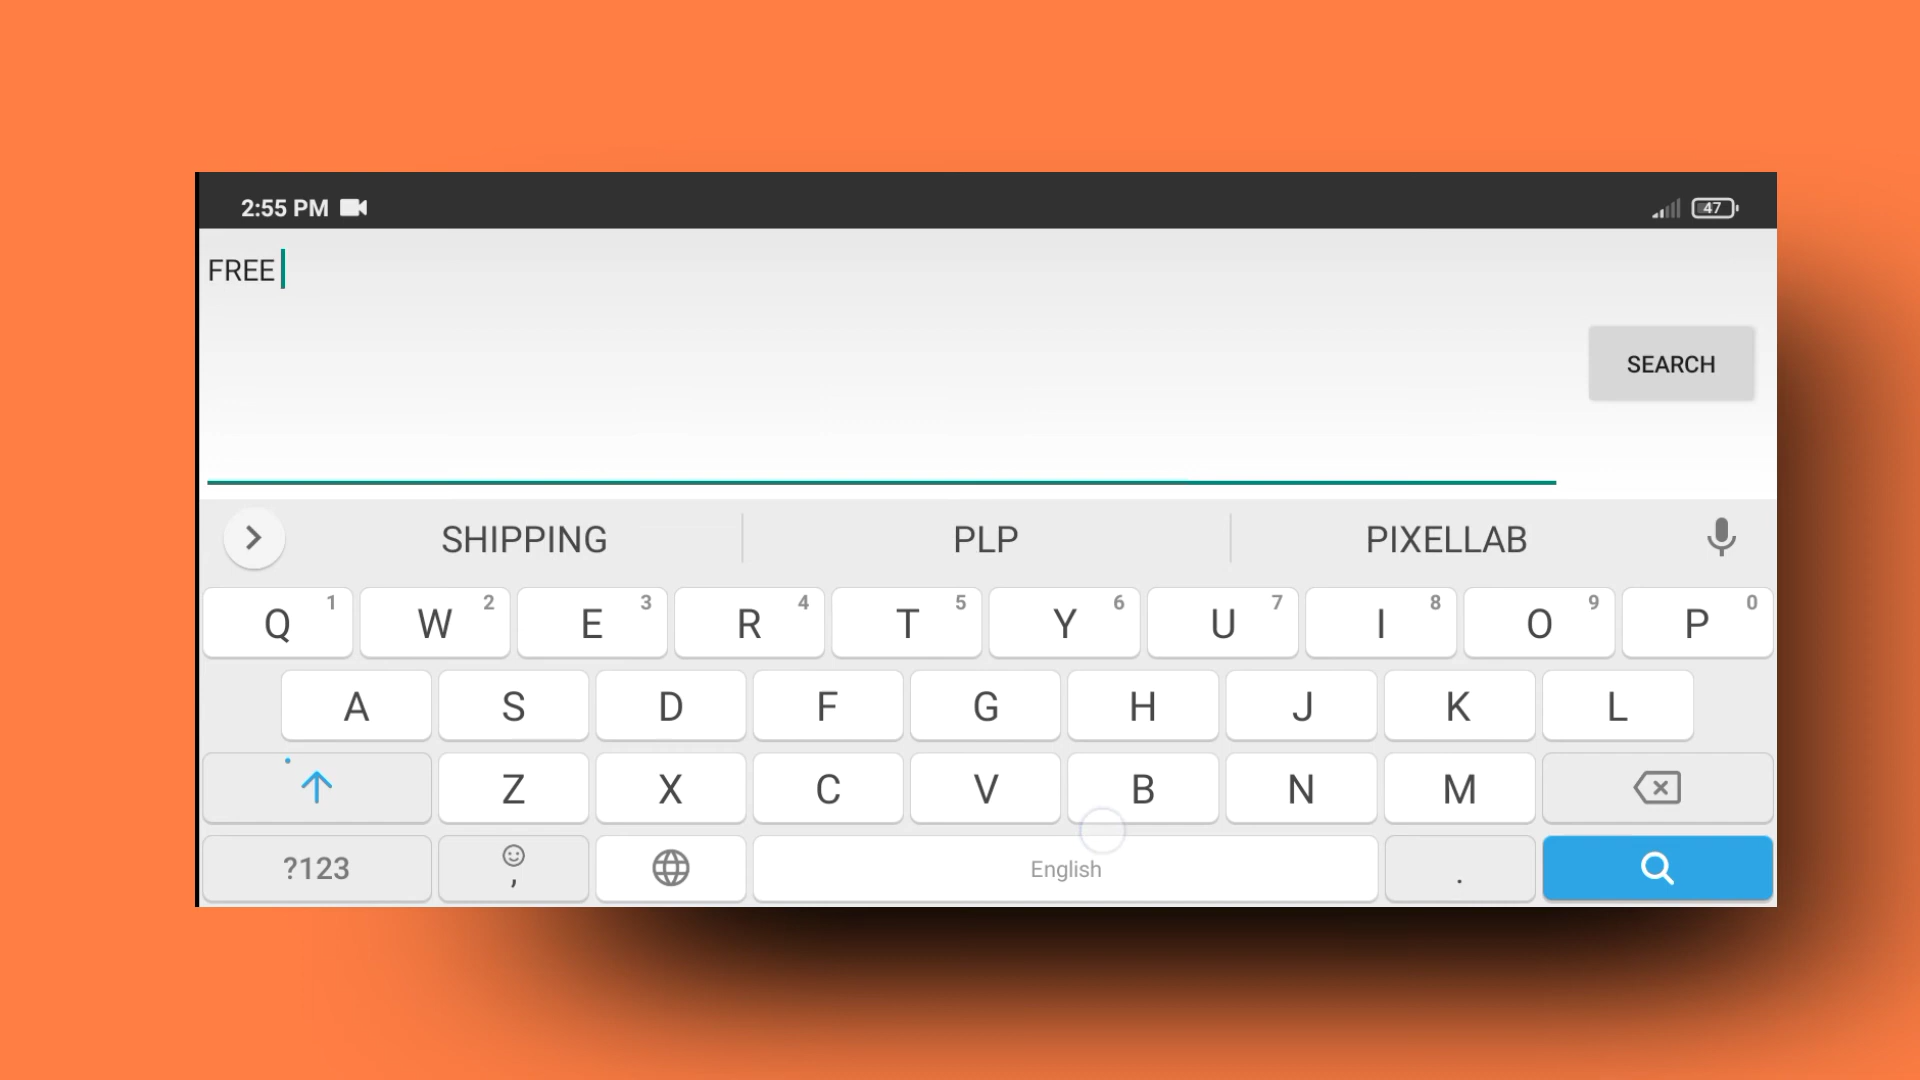 2:55 PM 47
FREE
SEARCH
SHIPPING PLP PIXELLAB
Q 1 W 2 E 3 R 4 T 5 Y 6 U 7 I 8 O 9 P 0
A S D F G H J K L
Z X C V B N M
?123 , English .